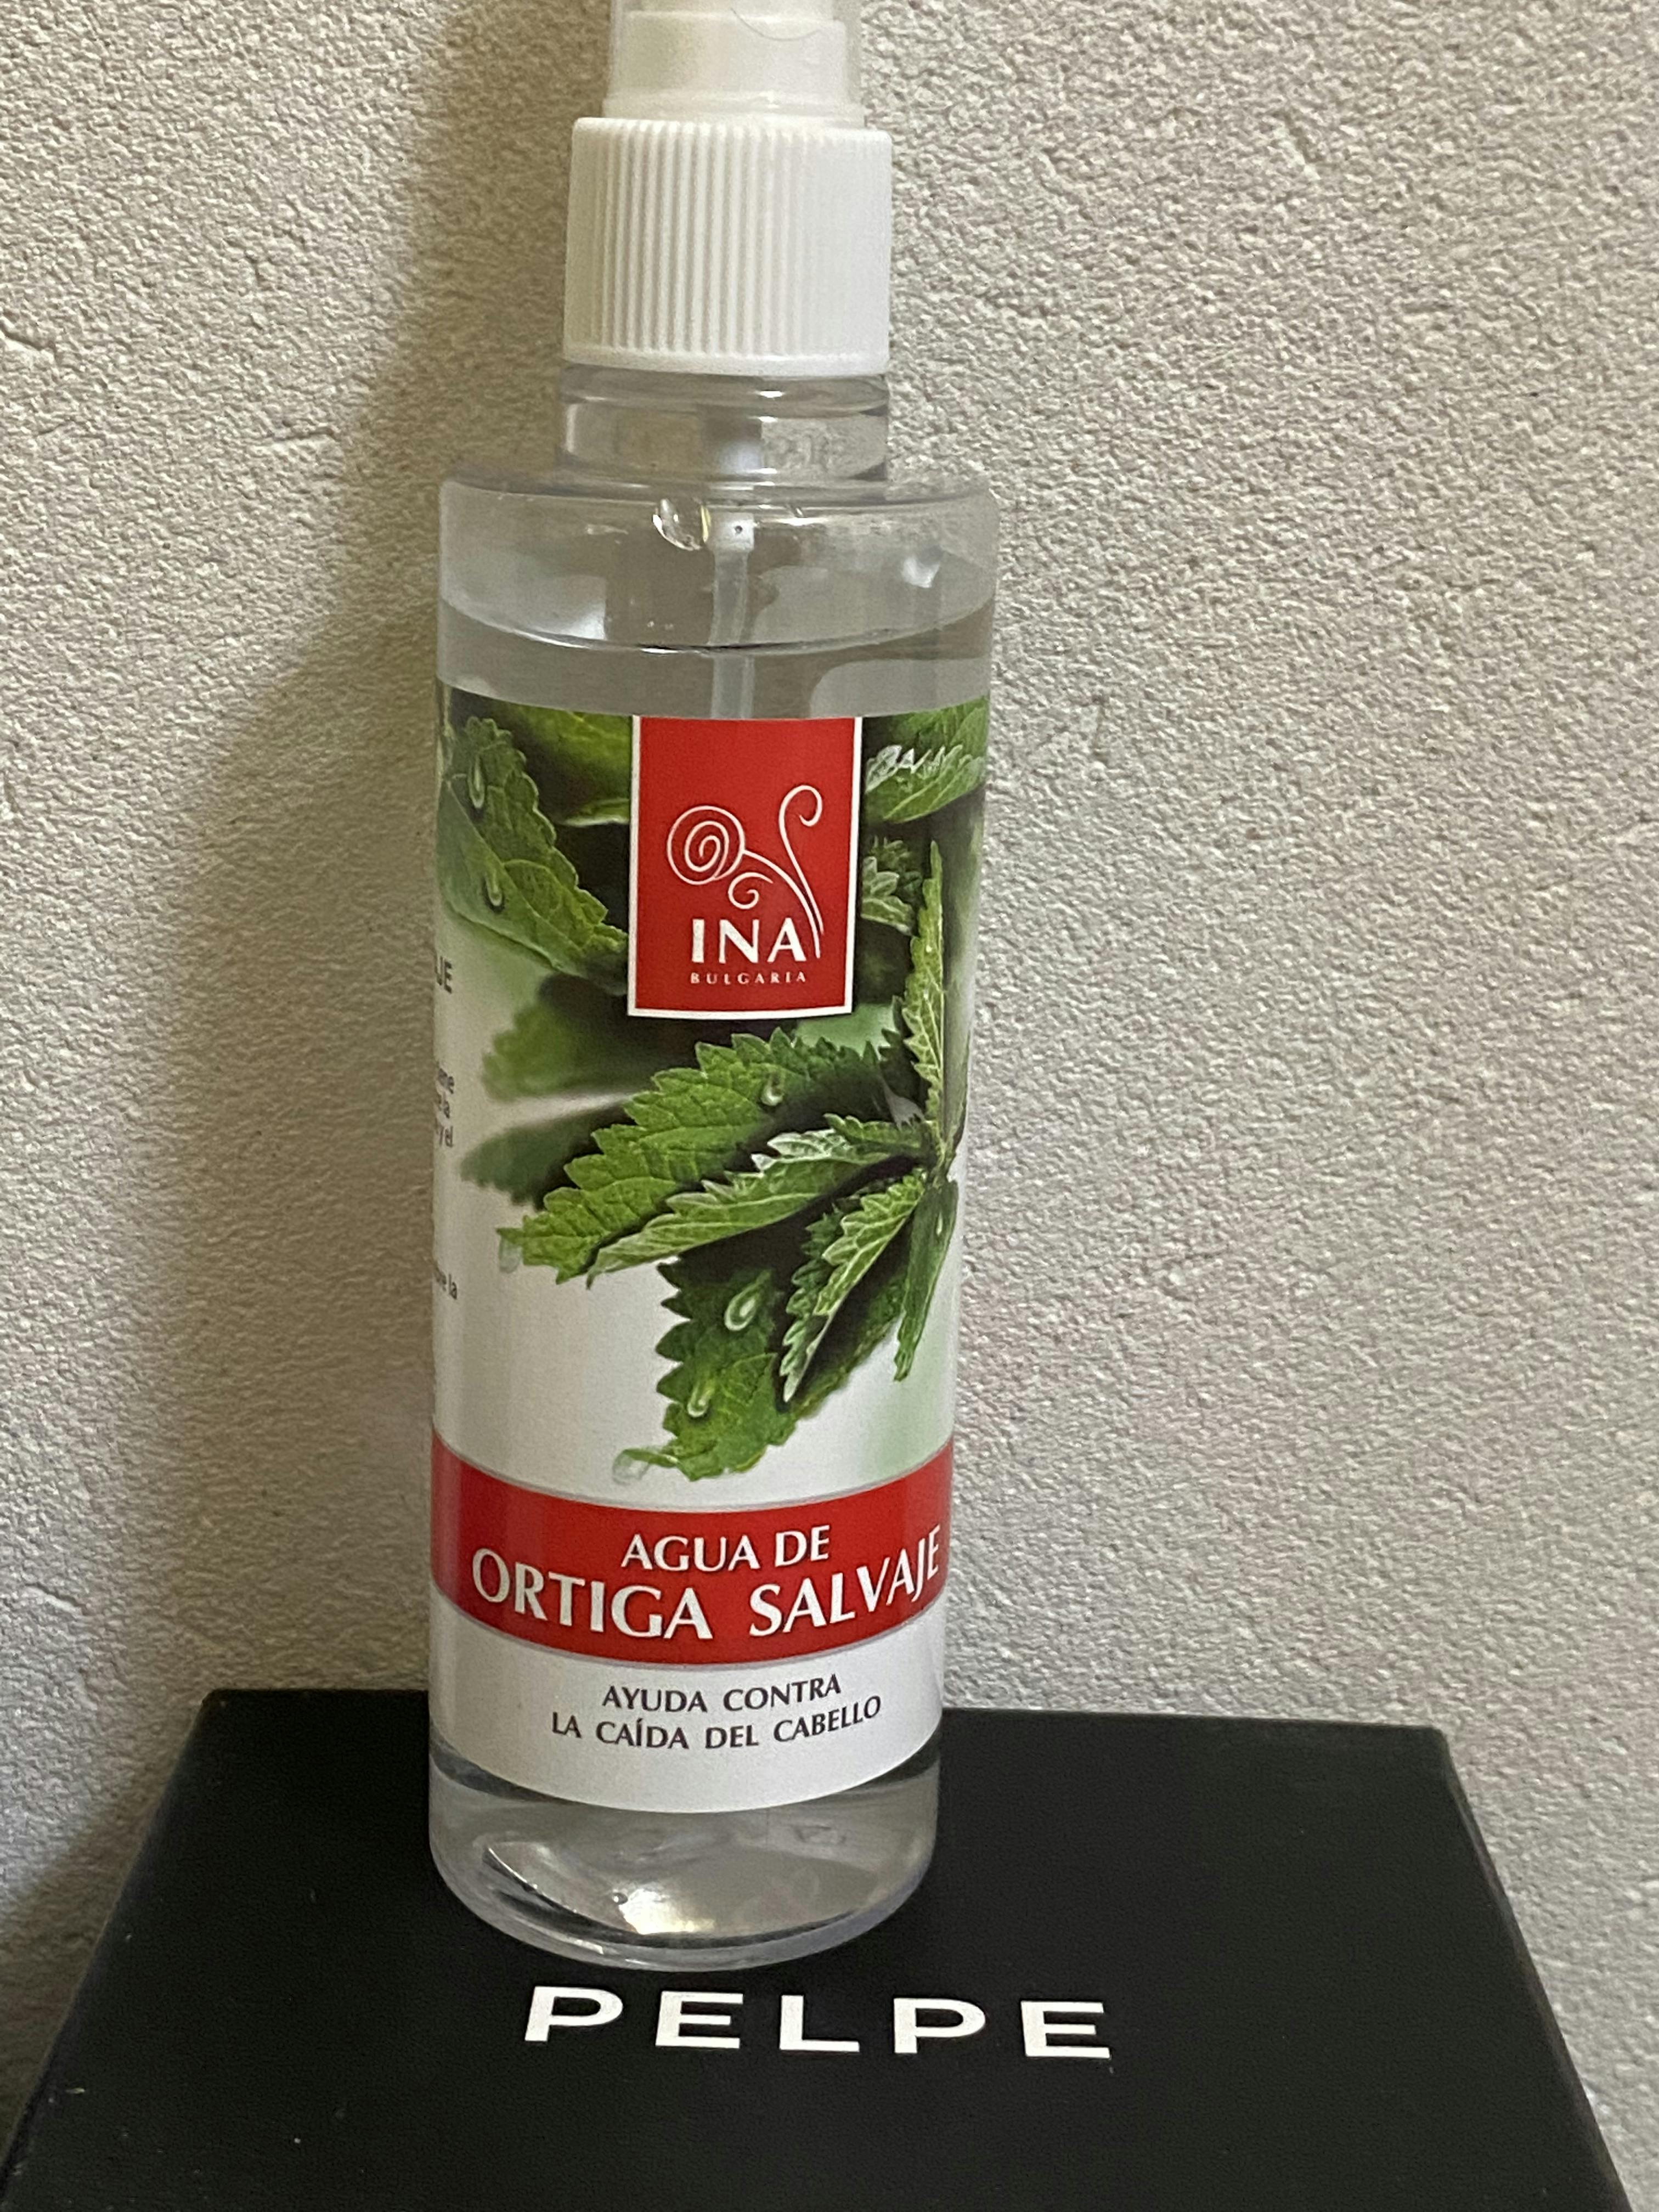 INA
BULGARIA
AGUA DE
ORTIGA SALVAJE
AYUDA CONTRA
LA CAÍDA DEL CABELLO
PELPE